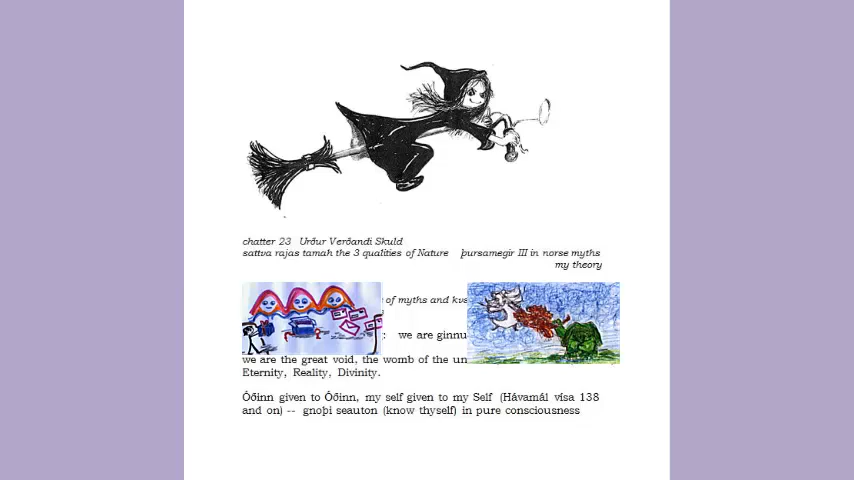 chatter 23 Urður Verðandi Skuld
sattva rajas tamah the 3 qualities of Nature þursamegir III in norse myths
my theory
of myths and kvs
: we are ginnu
we are the great void, the womb of the un
Eternity, Reality, Divinity.
Óðinn given to Óðinn, my self given to my Self (Hávamál vísa 138
and on) -- gnoþi seauton (know thyself) in pure consciousness